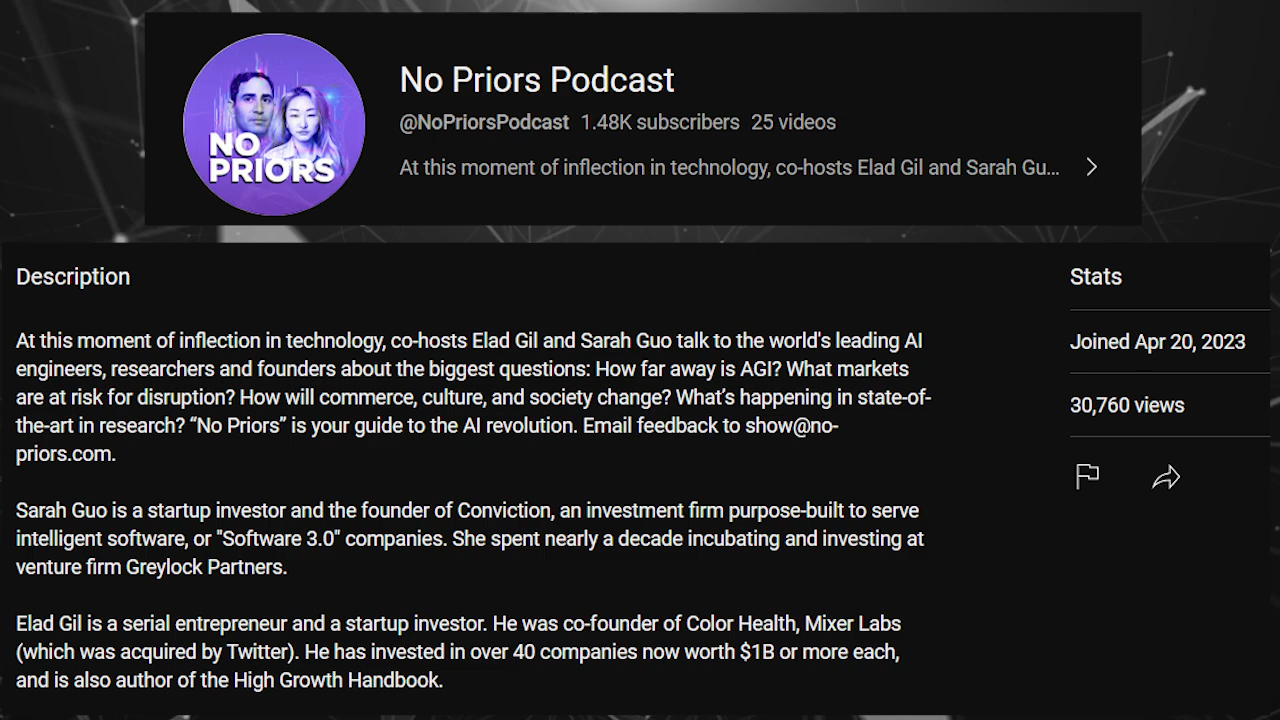 NO
PRIORS
No Priors Podcast
@NoPriorsPodcast 1.48K subscribers 25 videos
At this moment of inflection in technology, co-hosts Elad Gil and Sarah Gu...
Description
At this moment of inflection in technology, co-hosts Elad Gil and Sarah Guo talk to the world's leading AI
engineers, researchers and founders about the biggest questions: How far away is AGI? What markets
are at risk for disruption? How will commerce, culture, and society change? What’s happening in state-of-
the-art in research? “No Priors” is your guide to the AI revolution. Email feedback to show@no-
priors.com.
Sarah Guo is a startup investor and the founder of Conviction, an investment firm purpose-built to serve
intelligent software, or "Software 3.0" companies. She spent nearly a decade incubating and investing at
venture firm Greylock Partners.
Elad Gil is a serial entrepreneur and a startup investor. He was co-founder of Color Health, Mixer Labs
(which was acquired by Twitter). He has invested in over 40 companies now worth $1B or more each,
and is also author of the High Growth Handbook.
Stats
Joined Apr 20, 2023
30,760 views